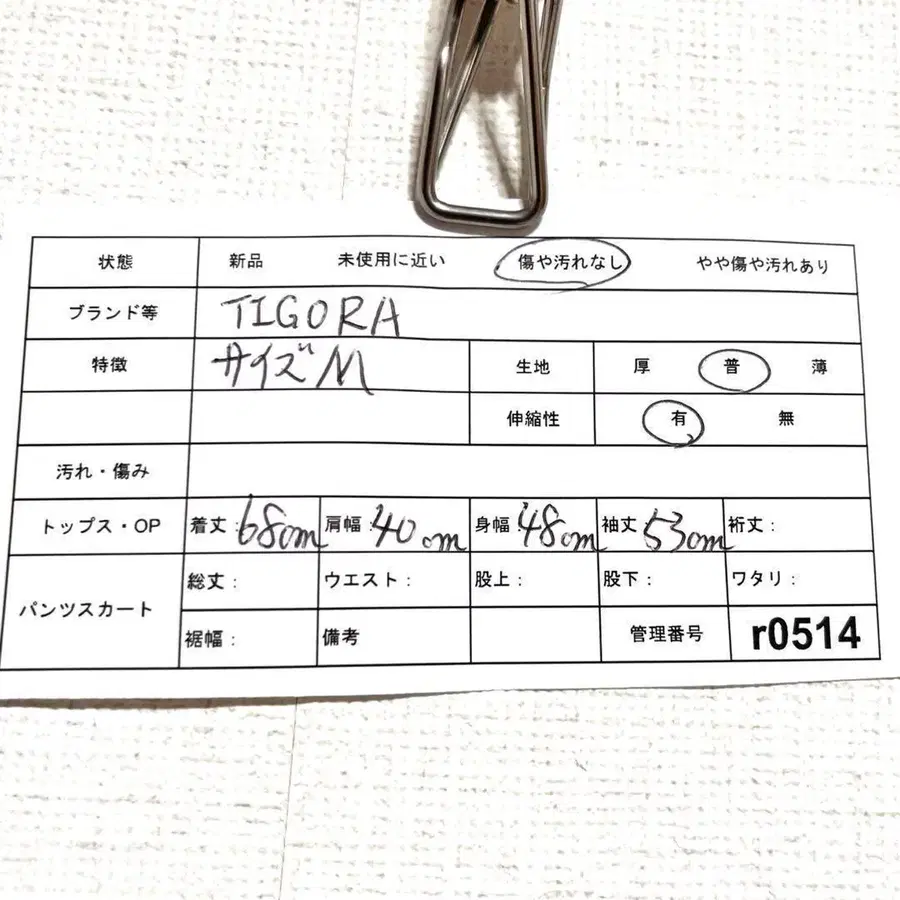 状態 新品 未使用に近い 傷や汚れなし やや傷や汚れあり
ブランド等 TIGORA
特徴 サイズM 生地 厚 普 薄
伸縮性 有 無
汚れ・傷み
トップス・OP 着丈：68cm 肩幅：40cm 身幅：48cm 袖丈：53cm 裄丈：
パンツスカート 総丈： ウエスト： 股上： 股下： ワタリ：
裾幅： 備考 管理番号 r0514